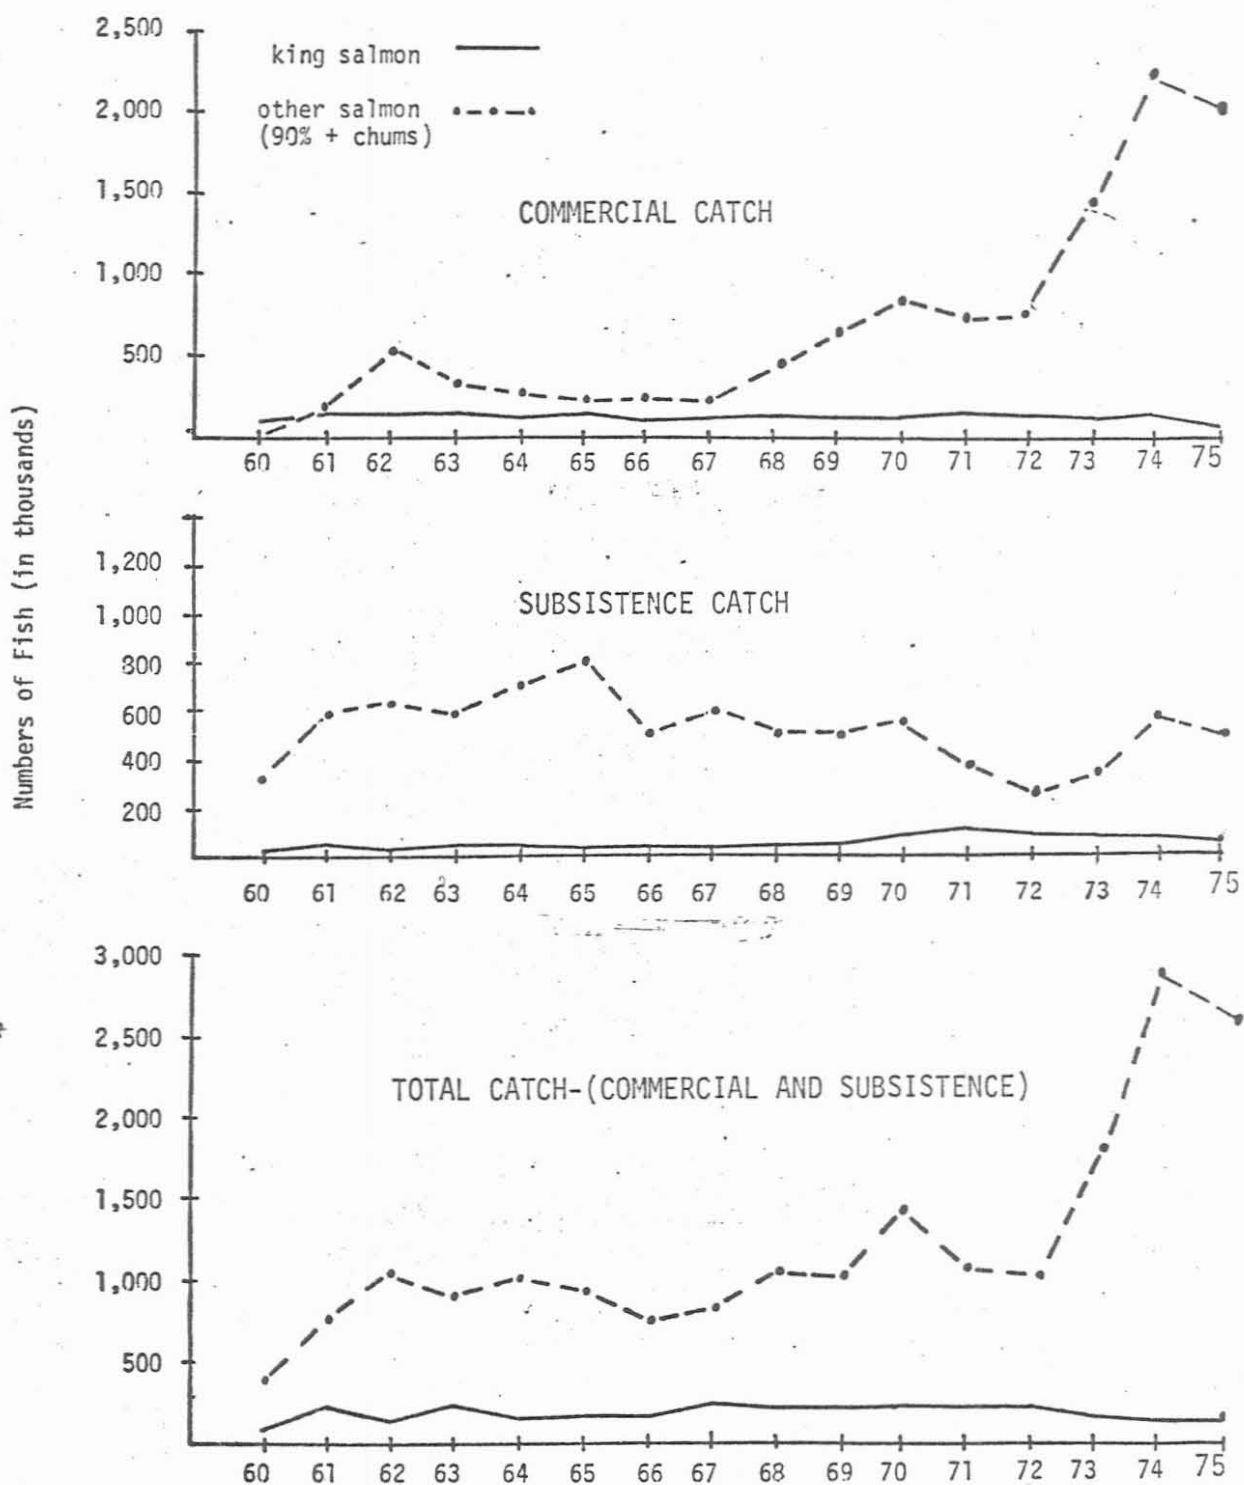 Numbers of Fish (in thousands)
king salmon
other salmon
(90% + chums)
COMMERCIAL CATCH
2,500
2,000
1,500
1,000
500
60 61 62 63 64 65 66 67 68 69 70 71 72 73 74 75
SUBSISTENCE CATCH
1,200
1,000
800
600
400
200
60 61 62 63 64 65 66 67 68 69 70 71 72 73 74 75
TOTAL CATCH-(COMMERCIAL AND SUBSISTENCE)
3,000
2,500
2,000
1,500
1,000
500
60 61 62 63 64 65 66 67 68 69 70 71 72 73 74 75